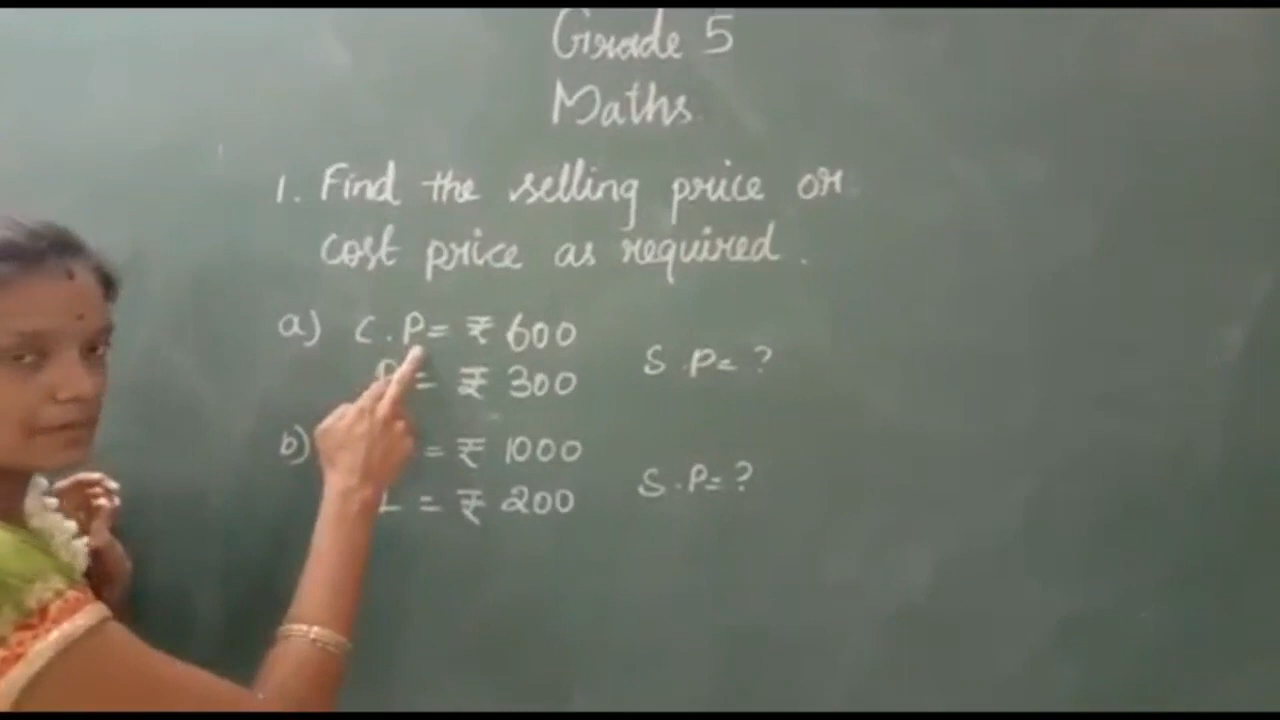 Grade 5
Maths
1. Find the selling price or
cost price as required.
a) C.P= ₹ 600
S.P= ?
P = ₹ 300
b) = ₹ 1000
S.P= ?
L = ₹ 200